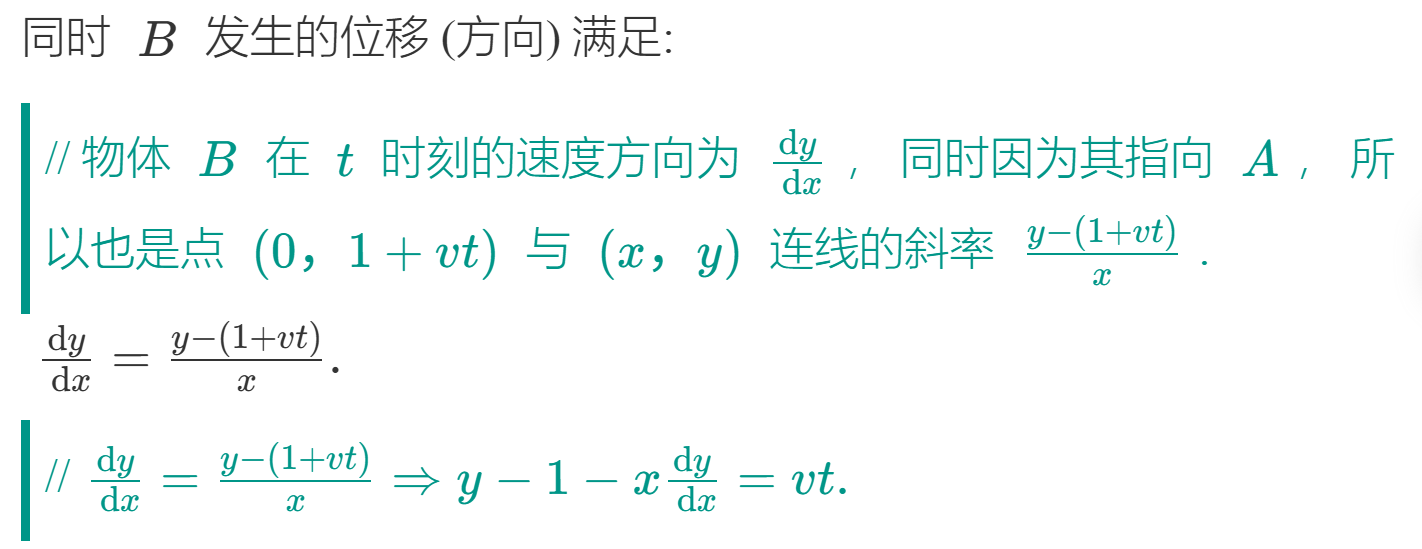 同时 B 发生的位移 (方向) 满足:
// 物体 B 在 t 时刻的速度方向为 dy/dx, 同时因为其指向 A, 所
以也是点 (0, 1 + vt) 与 (x, y) 连线的斜率 y−(1+vt)/x .
dy/dx = y−(1+vt)/x .
// dy/dx = y−(1+vt)/x ⇒ y − 1 − x dy/dx = vt.